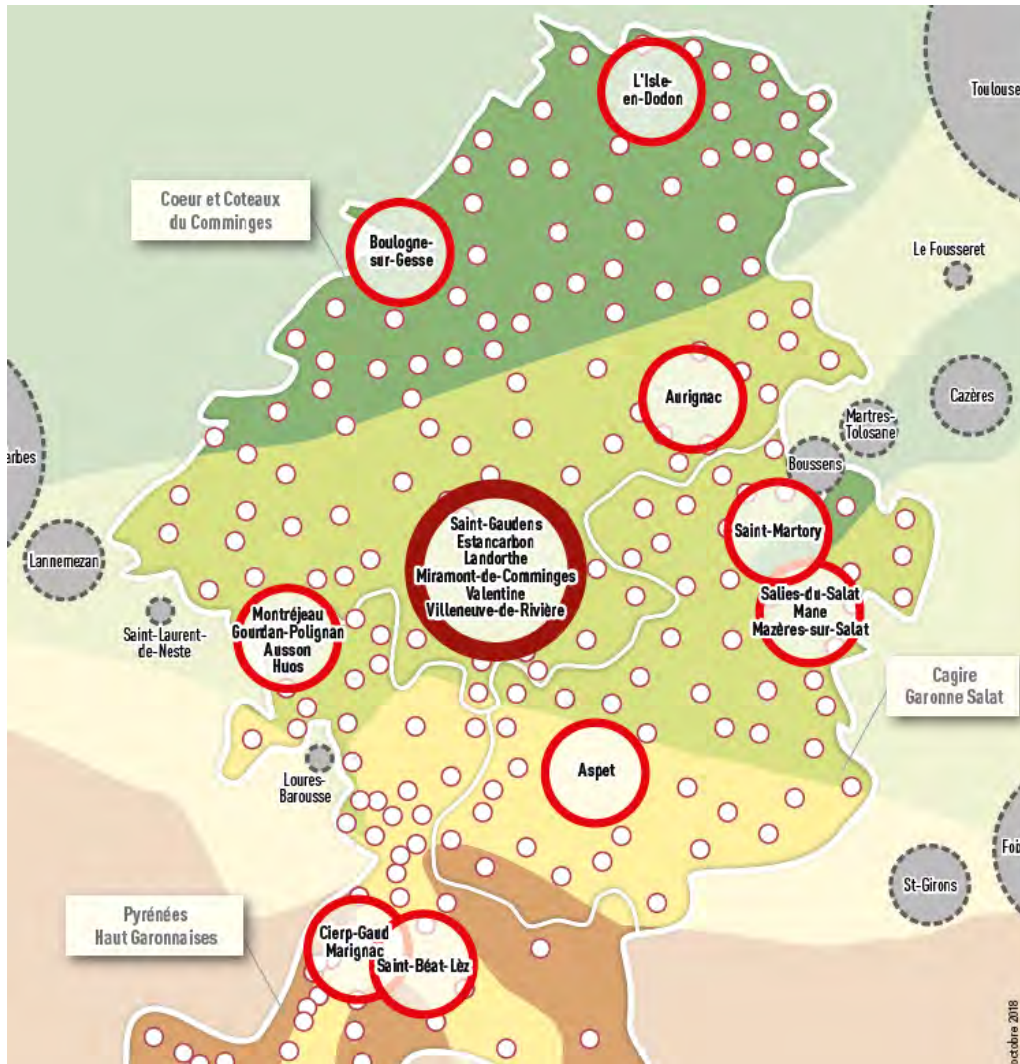 L'Isle-
en-Dodon
Toulouse
Coeur et Coteaux
du Comminges
Boulogne-
sur-Gesse
Le Fousseret
Aurignac
Cazères
Martres-
Tolosane
arbes
Boussens
Saint-Gaudens
Estancarbon
Landorthe
Miramont-de-Comminges
Valentine
Villeneuve-de-Rivière
Saint-Martory
Lannemezan
Salies-du-Salat
Mane
Mazères-sur-Salat
Montréjeau
Gourdan-Polignan
Ausson
Huos
Saint-Laurent-
de-Neste
Cagire
Garonne Salat
Loures-
Barousse
Aspet
Foix
St-Girons
Pyrénées
Haut Garonnaises
Cierp-Gaud
Marignac
Saint-Béat-Lèz
octobre 2018